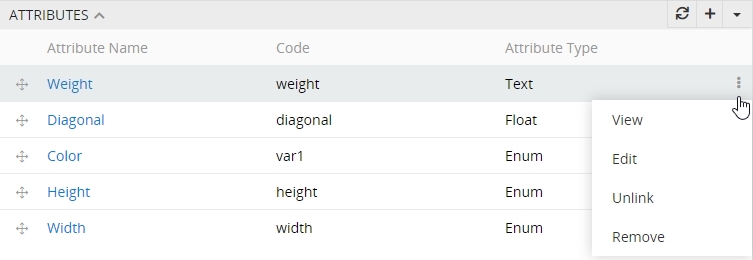 ATTRIBUTES
Attribute Name Code Attribute Type
Weight weight Text
Diagonal diagonal Float
View
Color var1 Enum
Edit
Height height Enum
Unlink
Width width Enum
Remove